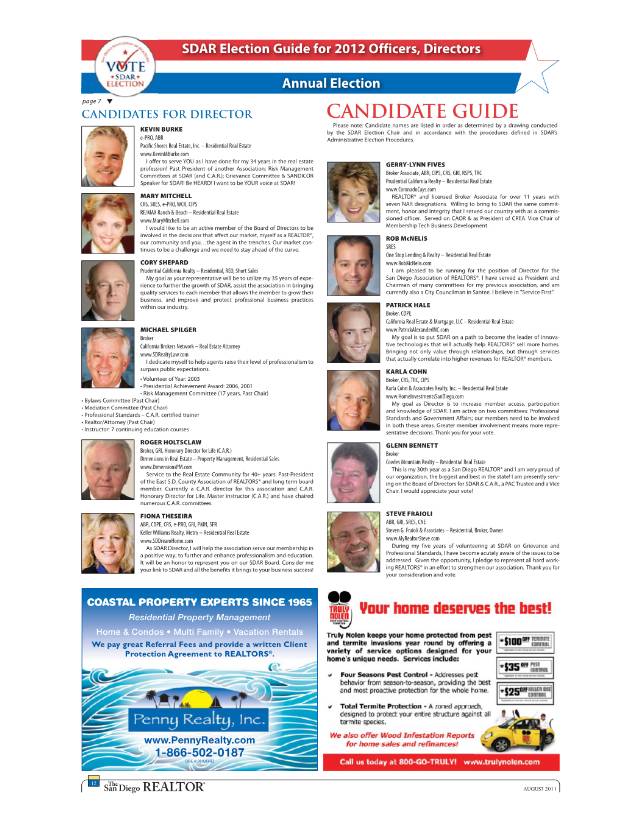 SDAR Election Guide for 2012 Officers, Directors
VOTE
SDAR
ELECTION
Annual Election
page 7 ▼
CANDIDATES FOR DIRECTOR
KEVIN BURKE
e-PRO, ABR
Pacific Shores Real Estate, Inc. – Residential Real Estate
www.KevinMBurke.com
I offer to serve YOU as I have done for my 34 years in the real estate
profession! Past President of another Association; Risk Management
Committees at SDAR (and C.A.R.); Grievance Committee & SANDICOR
Speaker for SDAR! Be HEARD! I want to be YOUR voice at SDAR!
MARY MITCHELL
CRS, SRES, e-PRO, WCR, CIPS
RE/MAX Ranch & Beach – Residential Real Estate
www.MaryMitchell.com
I would like to be an active member of the Board of Directors to be
involved in the decisions that affect our market, myself as a REALTOR®,
our community and you…the agent in the trenches. Our market con-
tinues to be a challenge and we need to stay ahead of the curve.
CORY SHEPARD
Prudential California Realty – Residential, REO, Short Sales
My goal as your representative will be to utilize my 35 years of expe-
rience to further the growth of SDAR, assist the association in bringing
quality services to each member that allows the member to grow their
business, and improve and protect professional business practices
within our industry.
MICHAEL SPILGER
Broker
California Brokers Network – Real Estate Attorney
www.SDRealtyLaw.com
I dedicate myself to help agents raise their level of professionalism to
surpass public expectations.
• Volunteer of Year: 2003
• Presidential Achievement Award: 2006, 2001
• Risk Management Committee (17 years, Past Chair)
• Bylaws Committee (Past Chair)
• Mediation Committee (Past Chair)
• Professional Standards – C.A.R. certified trainer
• Realtor/Attorney (Past Chair)
• Instructor: 7 continuing education courses
ROGER HOLTSCLAW
Broker, GRI, Honorary Director for Life (C.A.R.)
Dimensions in Real Estate – Property Management, Residential Sales
www.DimensionsPM.com
Service to the Real Estate Community for 40+ years. Past-President
of the East S.D. County Association of REALTORS® and long term board
member. Currently a C.A.R. director for this association and C.A.R.
Honorary Director for Life. Master instructor (C.A.R.) and have chaired
numerous C.A.R. committees.
FIONA THESEIRA
ABR, CDPE, CRS, e-PRO, GRI, PMN, SFR
Keller Williams Realty, Metro – Residential Real Estate
www.SDDreamHome.com
As SDAR Director, I will help the association serve our membership in
a positive way, to further and enhance professionalism and education.
It will be an honor to represent you on our SDAR Board. Consider me
your link to SDAR and all the benefits it brings to your business success!
CANDIDATE GUIDE
Please note: Candidate names are listed in order as determined by a drawing conducted
by the SDAR Election Chair and in accordance with the procedures defined in SDAR's
Administrative Election Procedures.
GERRY-LYNN FIVES
Broker Associate, ABR, CIPS, CRS, GRI, RSPS, TRC
Prudential California Realty – Residential Real Estate
www.CoronadoCays.com
REALTOR® and licensed Broker Associate for over 11 years with
seven NAR designations. Willing to bring to SDAR the same commit-
ment, honor and integrity that I served our country with as a commis-
sioned officer. Served on CAOR & as President of CREA. Vice Chair of
Membership Tech Business Development
ROB McNELIS
SRES
One Stop Lending & Realty – Residential Real Estate
www.RobMcNelis.com
I am pleased to be running for the position of Director for the
San Diego Association of REALTORS®. I have served as President and
Chairmen of many committees for my previous association, and am
currently also a City Councilman in Santee. I believe in "Service First".
PATRICK HALE
Broker, CDPE
California Real Estate & Mortgage, LLC – Residential Real Estate
www.PatrickAlexanderINC.com
My goal is to put SDAR on a path to become the leader of innova-
tive technologies that will actually help REALTORS® sell more homes.
Bringing not only value through relationships, but through services
that actually correlate into higher revenues for REALTOR® members.
KARLA COHN
Broker, CRS, TRC, CIPS
Karla Cohn & Associates Realty, Inc. – Residential Real Estate
www.HomeInvestmentsSanDiego.com
My goal as Director is to increase member access, participation
and knowledge of SDAR. I am active on two committees: Professional
Standards and Government Affairs; our members need to be involved
in both these areas. Greater member involvement means more repre-
sentative decisions. Thank you for your vote.
GLENN BENNETT
Broker
Cowles Mountain Realty – Residential Real Estate
This is my 30th year as a San Diego REALTOR® and I am very proud of
our organization, the biggest and best in the state! I am presently serv-
ing on the Board of Directors for SDAR & C.A.R., a PAC Trustee and a Vice
Chair. I would appreciate your vote!
STEVE FRAIOLI
ABR, GRI, SRES, CNE
Steven G. Fraioli & Associates – Residential, Broker, Owner
www.MyRealtorSteve.com
During my five years of volunteering at SDAR on Grievance and
Professional Standards, I have become acutely aware of the issues to be
addressed. Given the opportunity, I pledge to represent all hard work-
ing REALTORS® in an effort to strengthen our association. Thank you for
your consideration and vote.
COASTAL PROPERTY EXPERTS SINCE 1965
Residential Property Management
Home & Condos • Multi Family • Vacation Rentals
We pay great Referral Fees and provide a written Client
Protection Agreement to REALTORS®.
Penny Realty, Inc.
www.PennyRealty.com
1-866-502-0187
TRULY
NOLEN
Your home deserves the best!
Truly Nolen keeps your home protected from pest
and termite invasions year round by offering a
variety of service options designed for your
home's unique needs. Services include:
✓ Four Seasons Pest Control - Addresses pest
behavior from season-to-season, providing the best
and most proactive protection for the whole home.
✓ Total Termite Protection - A zoned approach,
designed to protect your entire structure against all
termite species.
We also offer Wood Infestation Reports
for home sales and refinances!
$100 OFF TERMITE CONTROL
$35 OFF PEST CONTROL
$25 OFF
Call us today at 800-GO-TRULY! www.trulynolen.com
12
The San Diego REALTOR®
AUGUST 2011